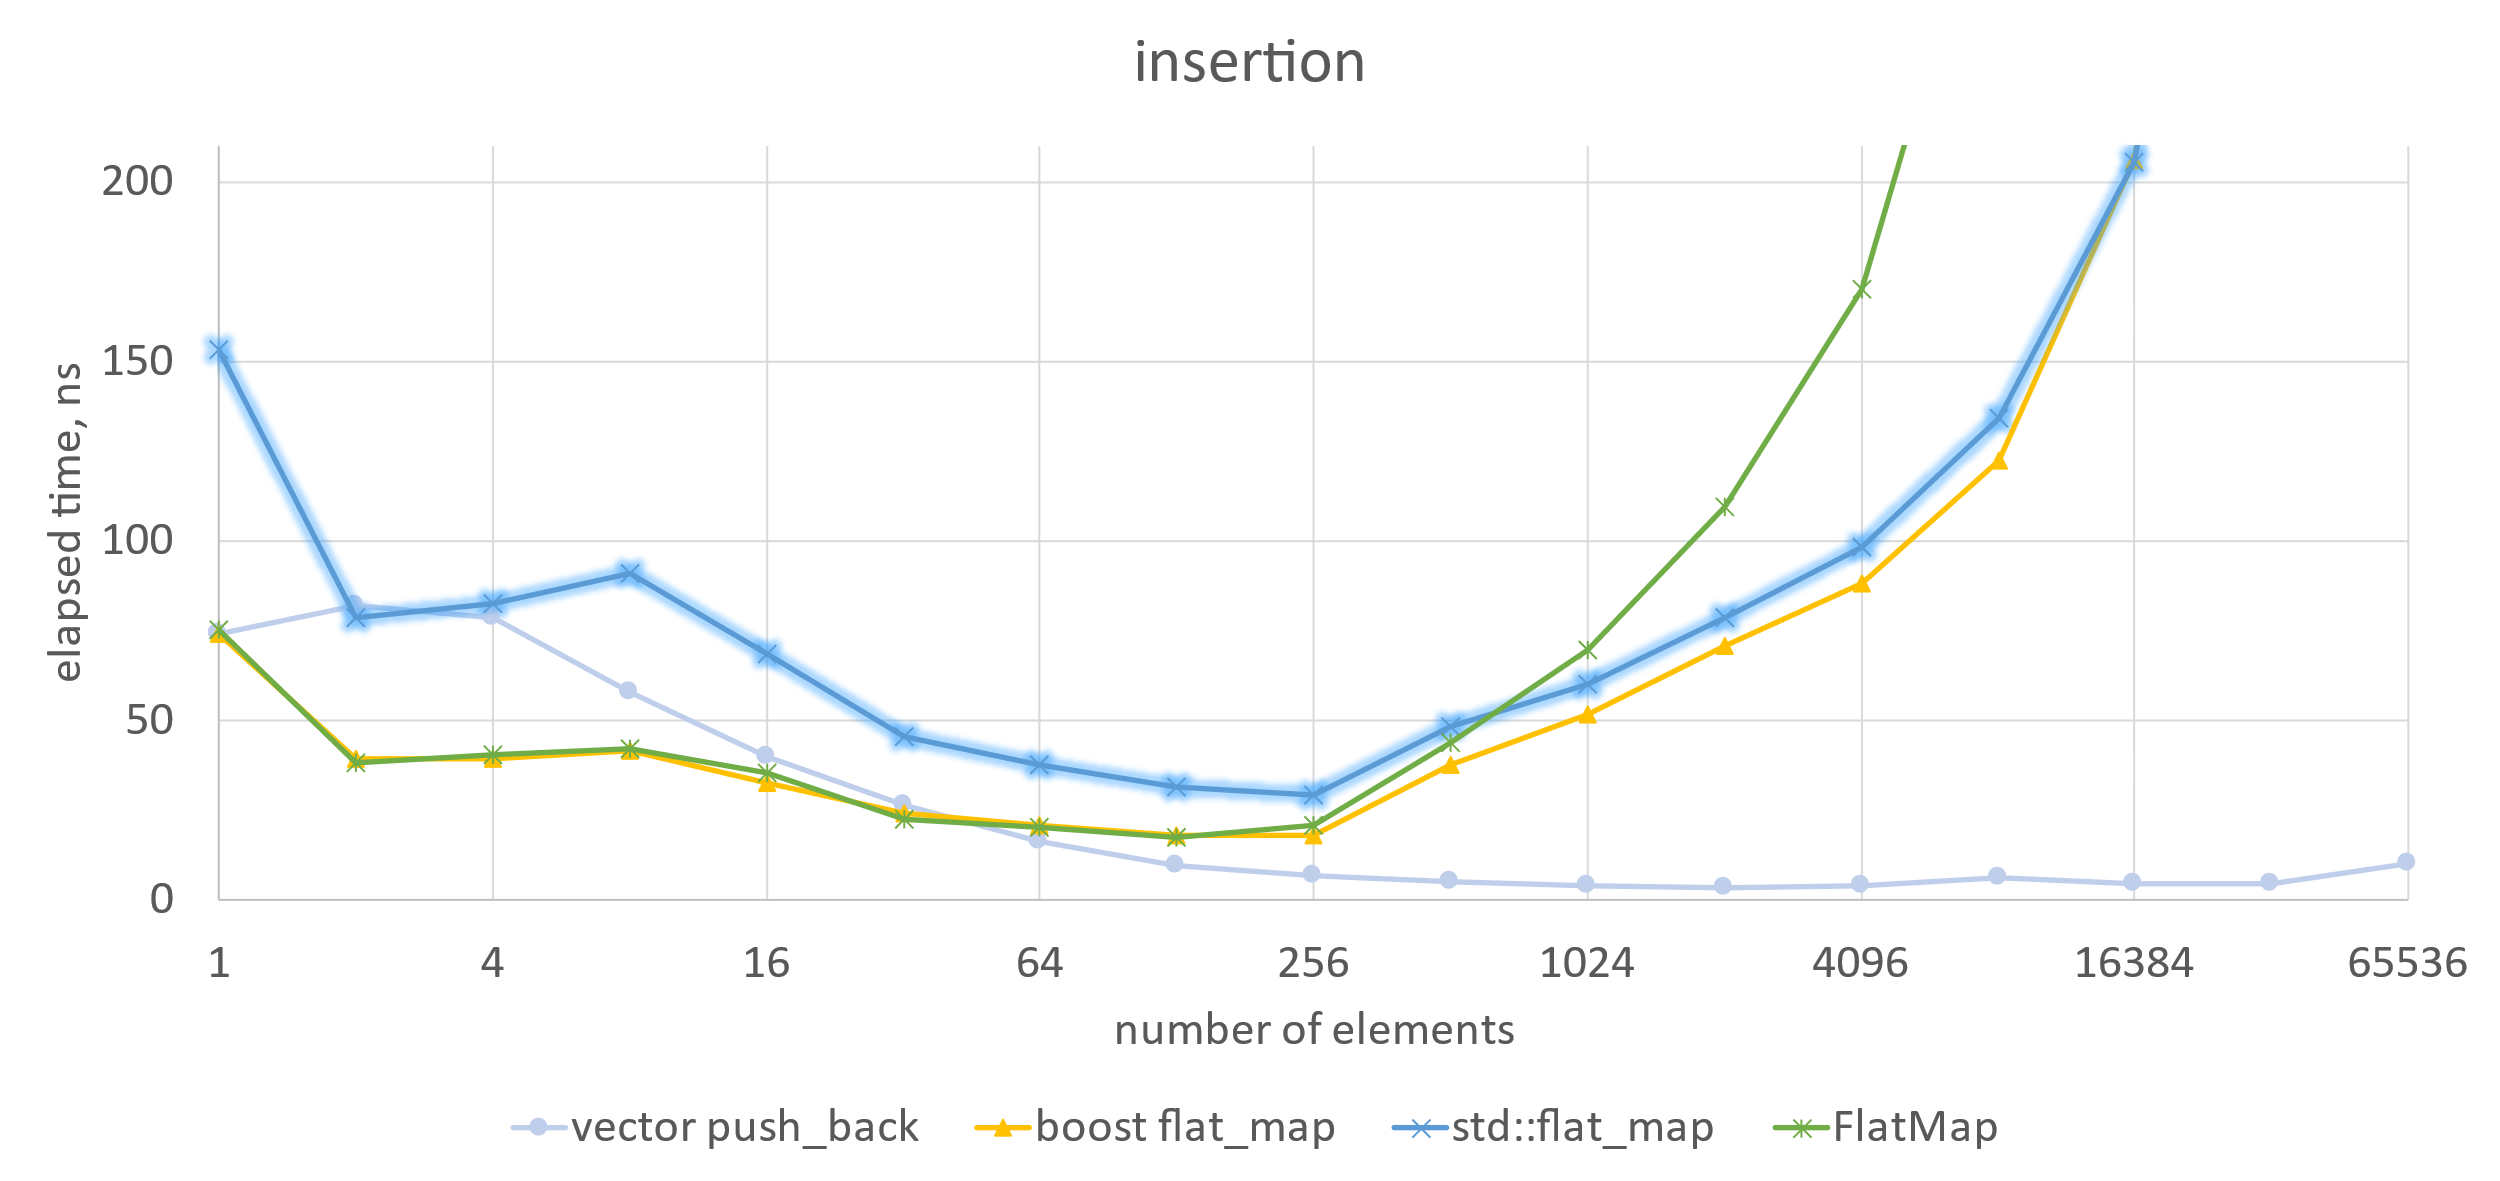 insertion
200
150
100
50
0
elapsed time, ns
1 4 16 64 256 1024 4096 16384 65536
number of elements
vector push_back boost flat_map std::flat_map FlatMap